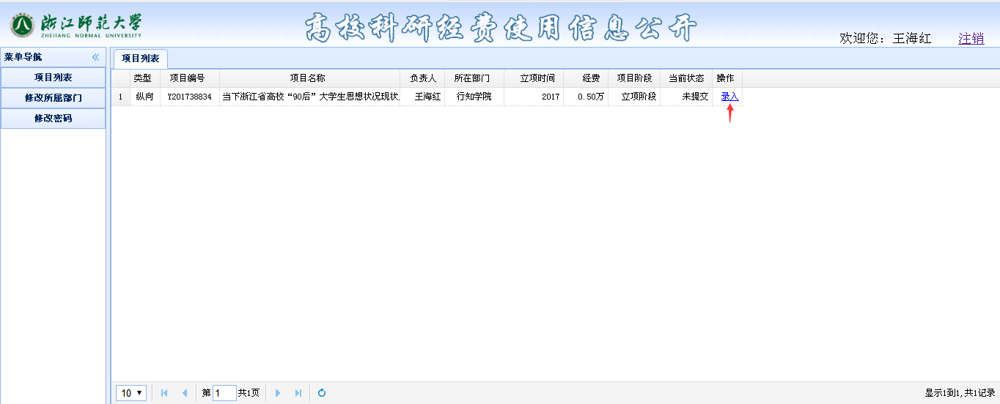 浙江師范大学
ZHEJIANG NORMAL UNIVERSITY
高校科研经费使用信息公开
欢迎您：王海红 注销
菜单导航
项目列表
修改所属部门
修改密码
项目列表
类型 项目编号 项目名称 负责人 所在部门 立项时间 经费 项目阶段 当前状态 操作
1 纵向 Y201738834 当下浙江省高校“90后”大学生思想状况现状 王海红 行知学院 2017 0.50万 立项阶段 未提交 录入
10 第 1 共1页
显示1到1, 共1记录